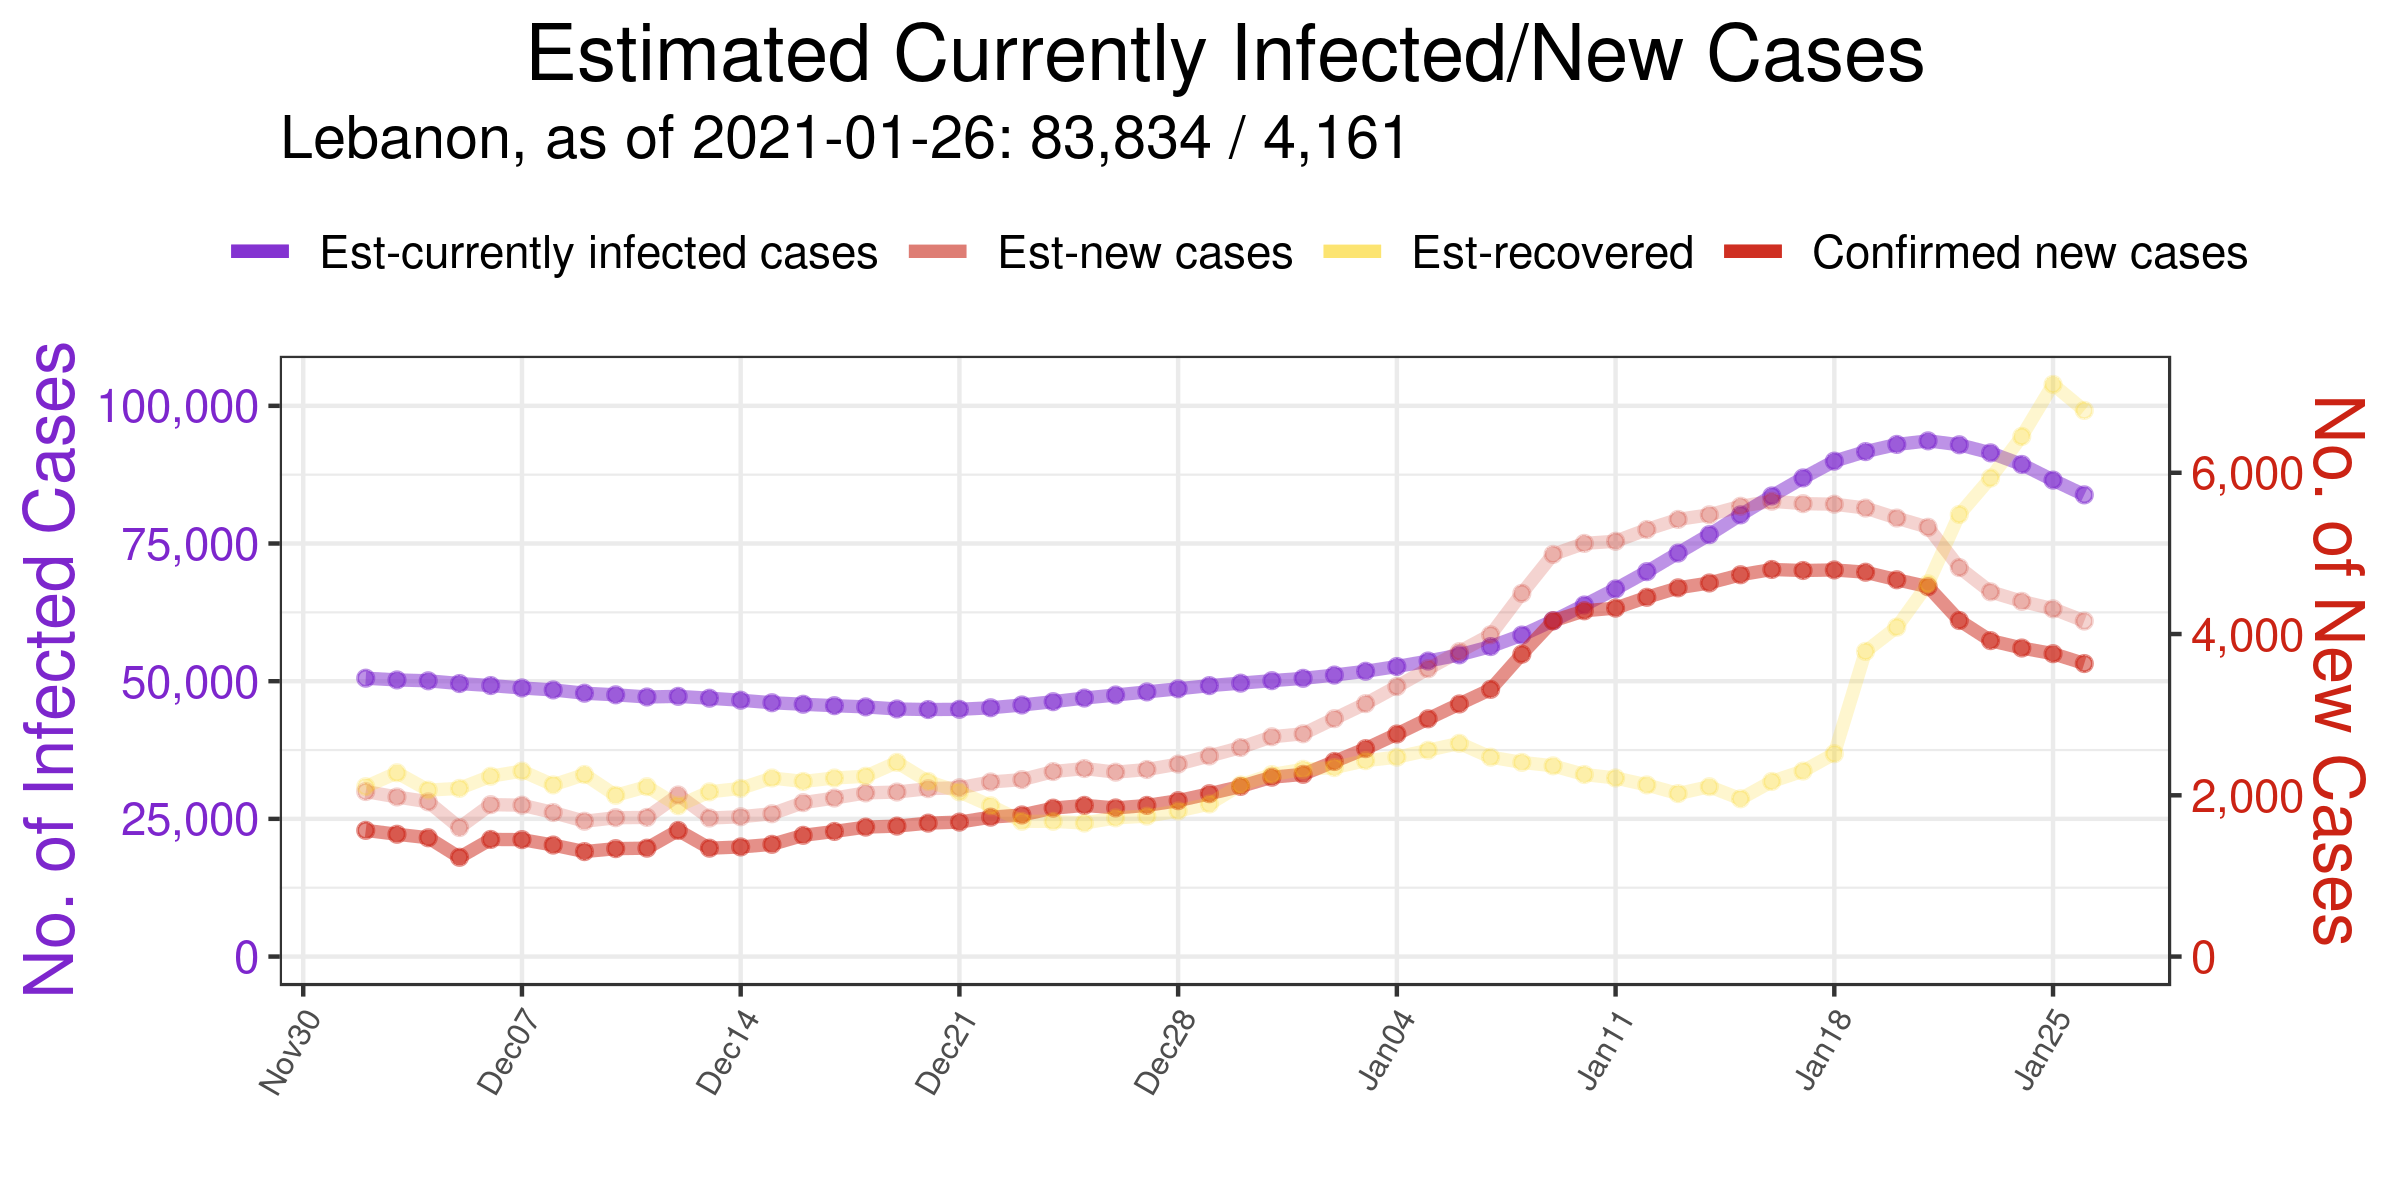 Estimated Currently Infected/New Cases
Lebanon, as of 2021-01-26: 83,834 / 4,161
Est-currently infected cases
Est-new cases
Est-recovered
Confirmed new cases
No. of Infected Cases
100,000
75,000
50,000
25,000
0
6,000
4,000
2,000
0
No. of New Cases
Nov30
Dec07
Dec14
Dec21
Dec28
Jan04
Jan11
Jan18
Jan25